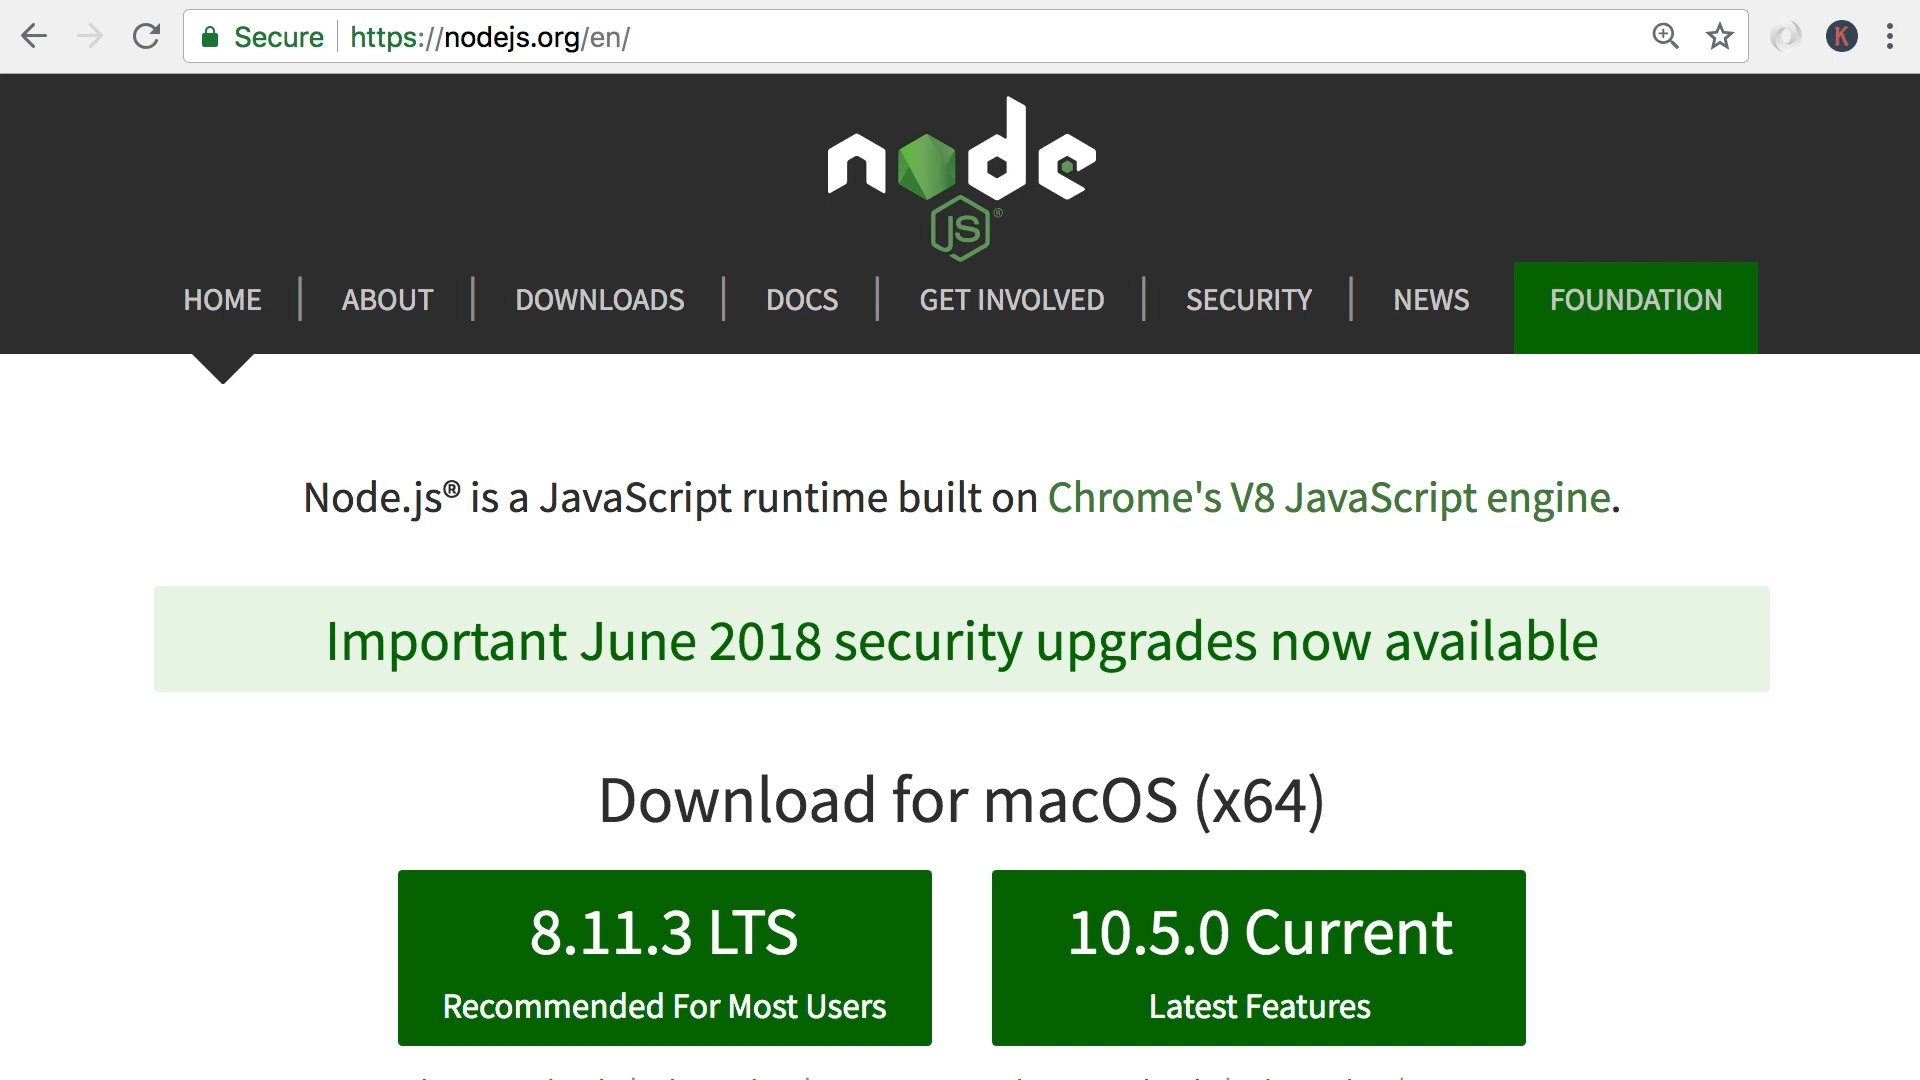 Secure https://nodejs.org/en/
K
node
JS®
HOME ABOUT DOWNLOADS DOCS GET INVOLVED SECURITY NEWS FOUNDATION
Node.js® is a JavaScript runtime built on Chrome's V8 JavaScript engine.
Important June 2018 security upgrades now available
Download for macOS (x64)
8.11.3 LTS 10.5.0 Current
Recommended For Most Users Latest Features